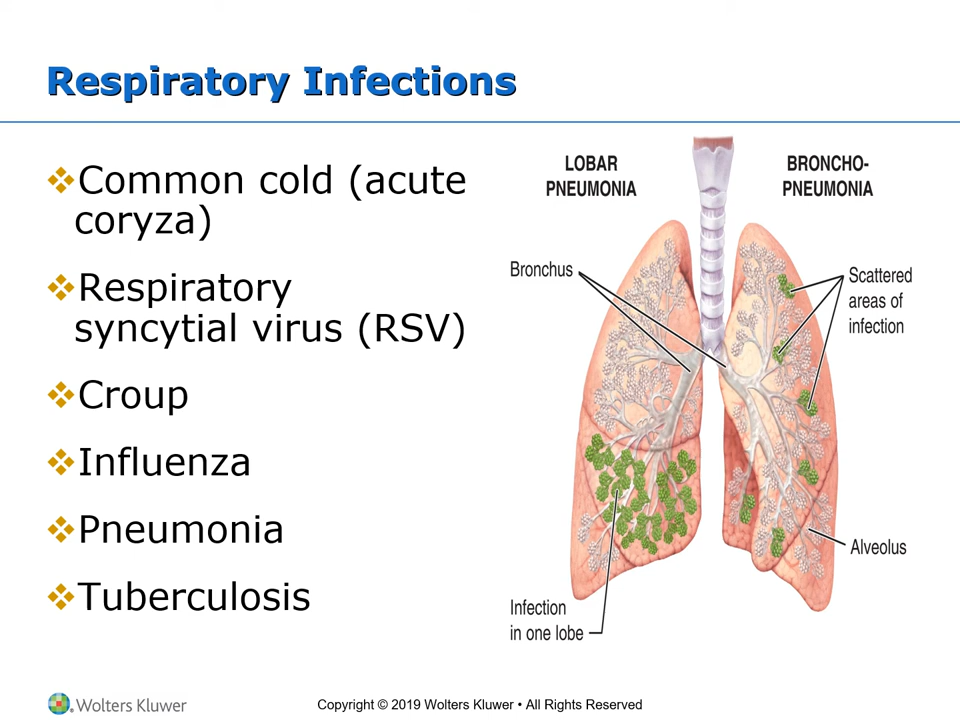 Respiratory Infections
Common cold (acute
coryza)
Respiratory
syncytial virus (RSV)
Croup
Influenza
Pneumonia
Tuberculosis
LOBAR
PNEUMONIA
BRONCHO-
PNEUMONIA
Bronchus
Scattered
areas of
infection
Alveolus
Infection
in one lobe
Wolters Kluwer
Copyright © 2019 Wolters Kluwer • All Rights Reserved